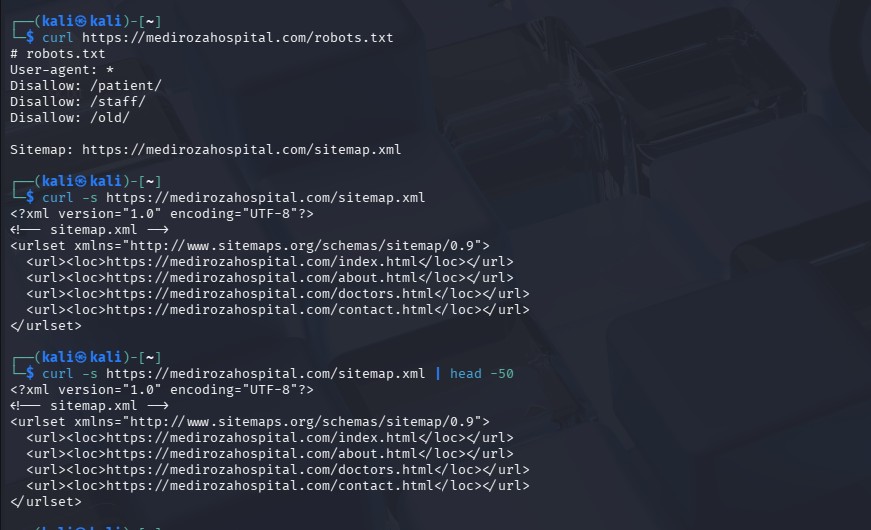 ┌──(kali㉿kali)-[~]
└─$ curl https://medirozahospital.com/robots.txt
# robots.txt
User-agent: *
Disallow: /patient/
Disallow: /staff/
Disallow: /old/
Sitemap: https://medirozahospital.com/sitemap.xml
┌──(kali㉿kali)-[~]
└─$ curl -s https://medirozahospital.com/sitemap.xml
<?xml version="1.0" encoding="UTF-8"?>
<!-- sitemap.xml -->
<urlset xmlns="http://www.sitemaps.org/schemas/sitemap/0.9">
  <url><loc>https://medirozahospital.com/index.html</loc></url>
  <url><loc>https://medirozahospital.com/about.html</loc></url>
  <url><loc>https://medirozahospital.com/doctors.html</loc></url>
  <url><loc>https://medirozahospital.com/contact.html</loc></url>
</urlset>
┌──(kali㉿kali)-[~]
└─$ curl -s https://medirozahospital.com/sitemap.xml | head -50
<?xml version="1.0" encoding="UTF-8"?>
<!-- sitemap.xml -->
<urlset xmlns="http://www.sitemaps.org/schemas/sitemap/0.9">
  <url><loc>https://medirozahospital.com/index.html</loc></url>
  <url><loc>https://medirozahospital.com/about.html</loc></url>
  <url><loc>https://medirozahospital.com/doctors.html</loc></url>
  <url><loc>https://medirozahospital.com/contact.html</loc></url>
</urlset>
┌──(kali㉿kali)-[~]